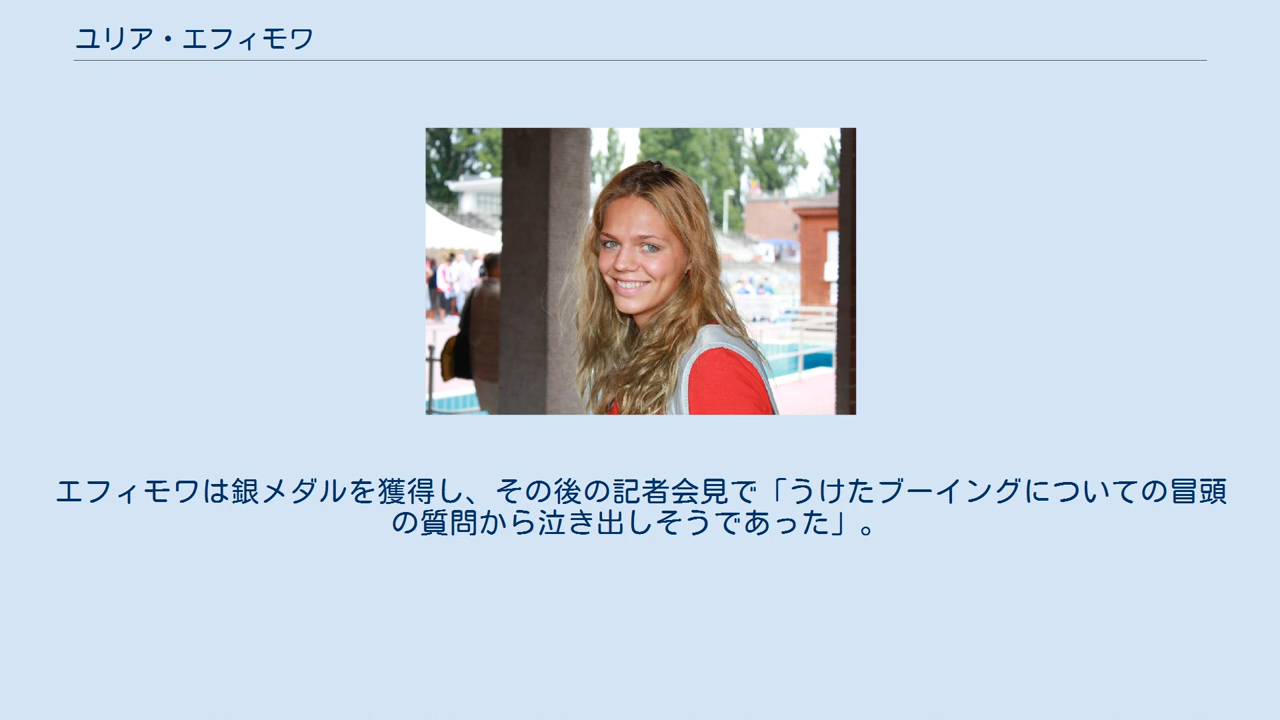 ユリア・エフィモワ
エフィモワは銀メダルを獲得し、その後の記者会見で「うけたブーイングについての冒頭
の質問から泣き出しそうであった」。